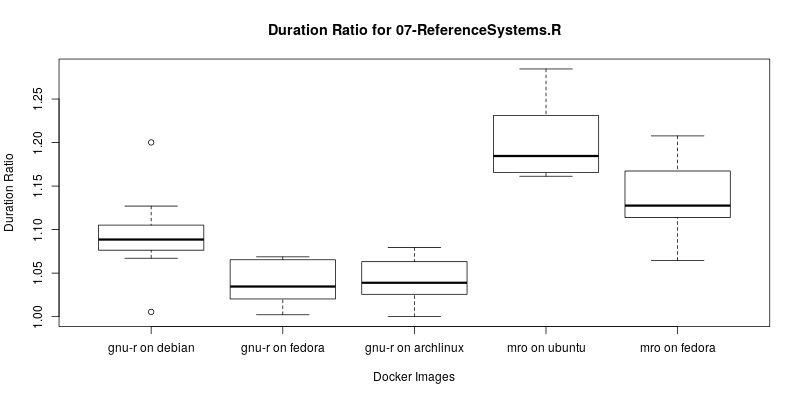 Duration Ratio for 07-ReferenceSystems.R
Duration Ratio
1.25
1.20
1.15
1.10
1.05
1.00
gnu-r on debian
gnu-r on fedora
gnu-r on archlinux
mro on ubuntu
mro on fedora
Docker Images